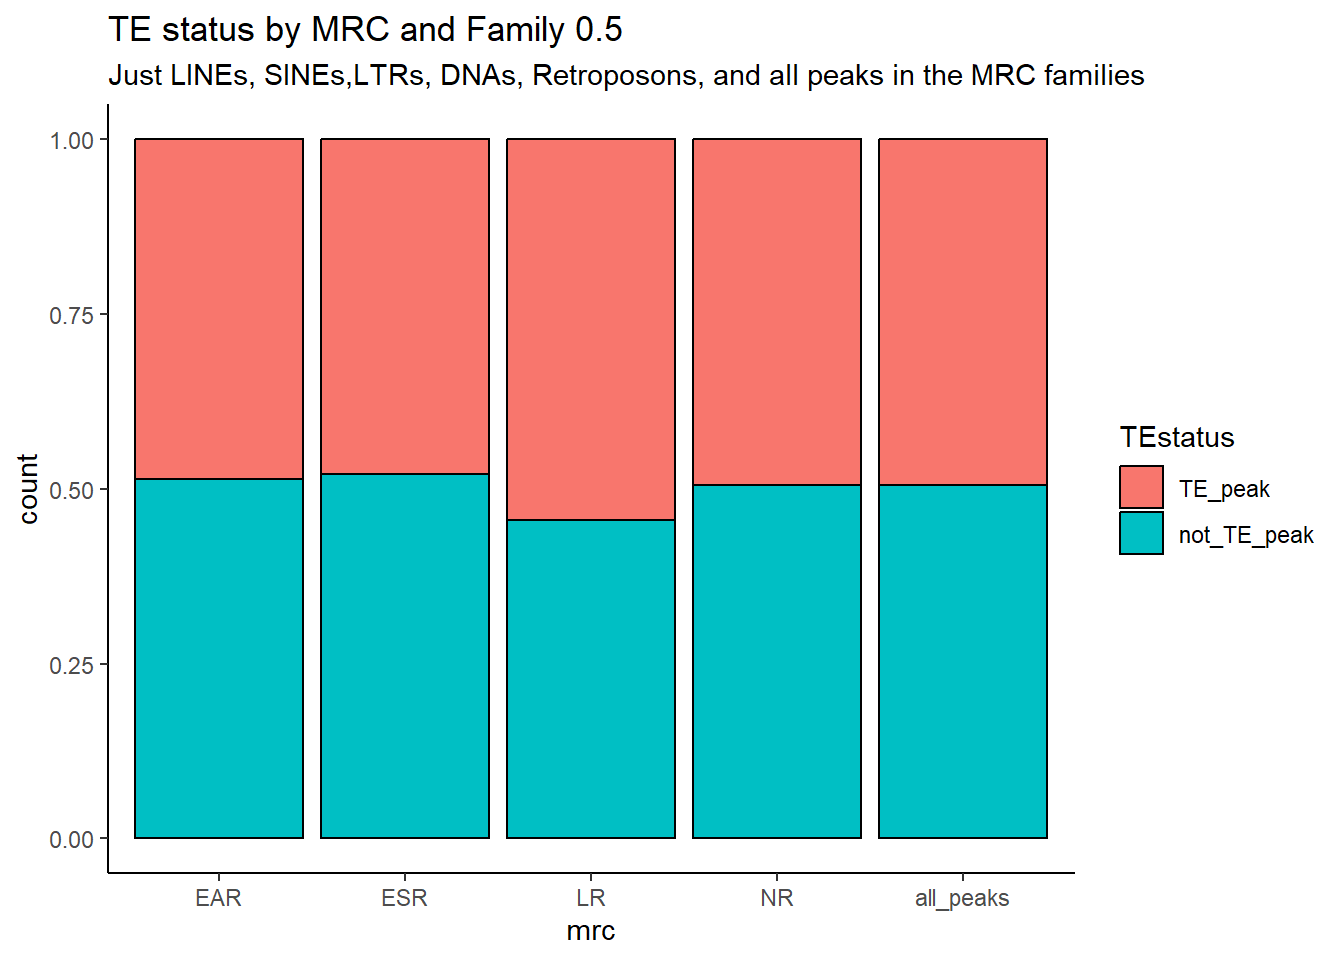 TE status by MRC and Family 0.5
Just LINEs, SINEs,LTRs, DNAs, Retroposons, and all peaks in the MRC families
1.00
0.75
0.50
0.25
0.00
count
EAR
ESR
LR
NR
all_peaks
mrc
TEstatus
TE_peak
not_TE_peak